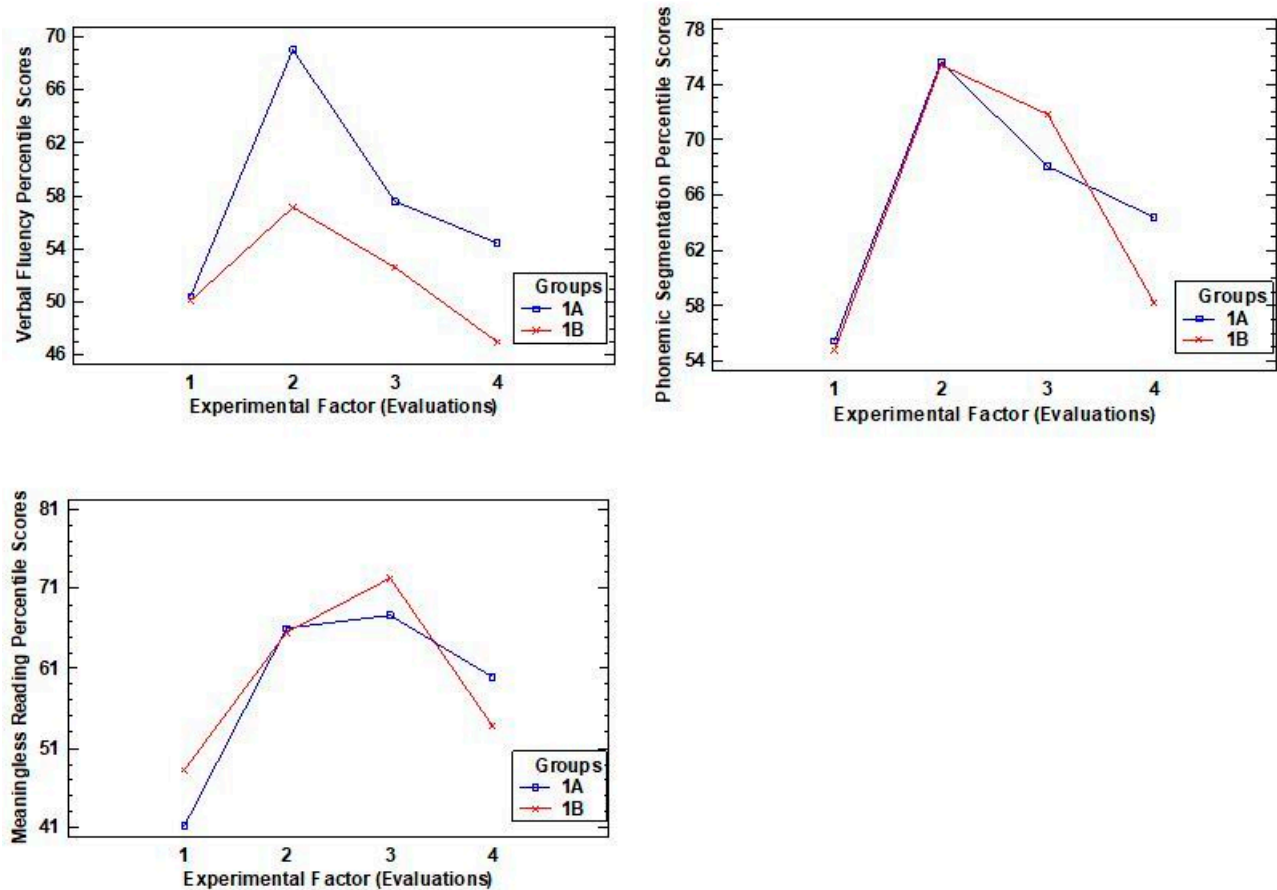 Verbal Fluency Percentile Scores
70
66
62
58
54
50
46
1 2 3 4
Experimental Factor (Evaluations)
Groups
1A
1B
Phonemic Segmentation Percentile Scores
78
74
70
66
62
58
54
1 2 3 4
Experimental Factor (Evaluations)
Groups
1A
1B
Meaningless Reading Percentile Scores
81
71
61
51
41
1 2 3 4
Experimental Factor (Evaluations)
Groups
1A
1B